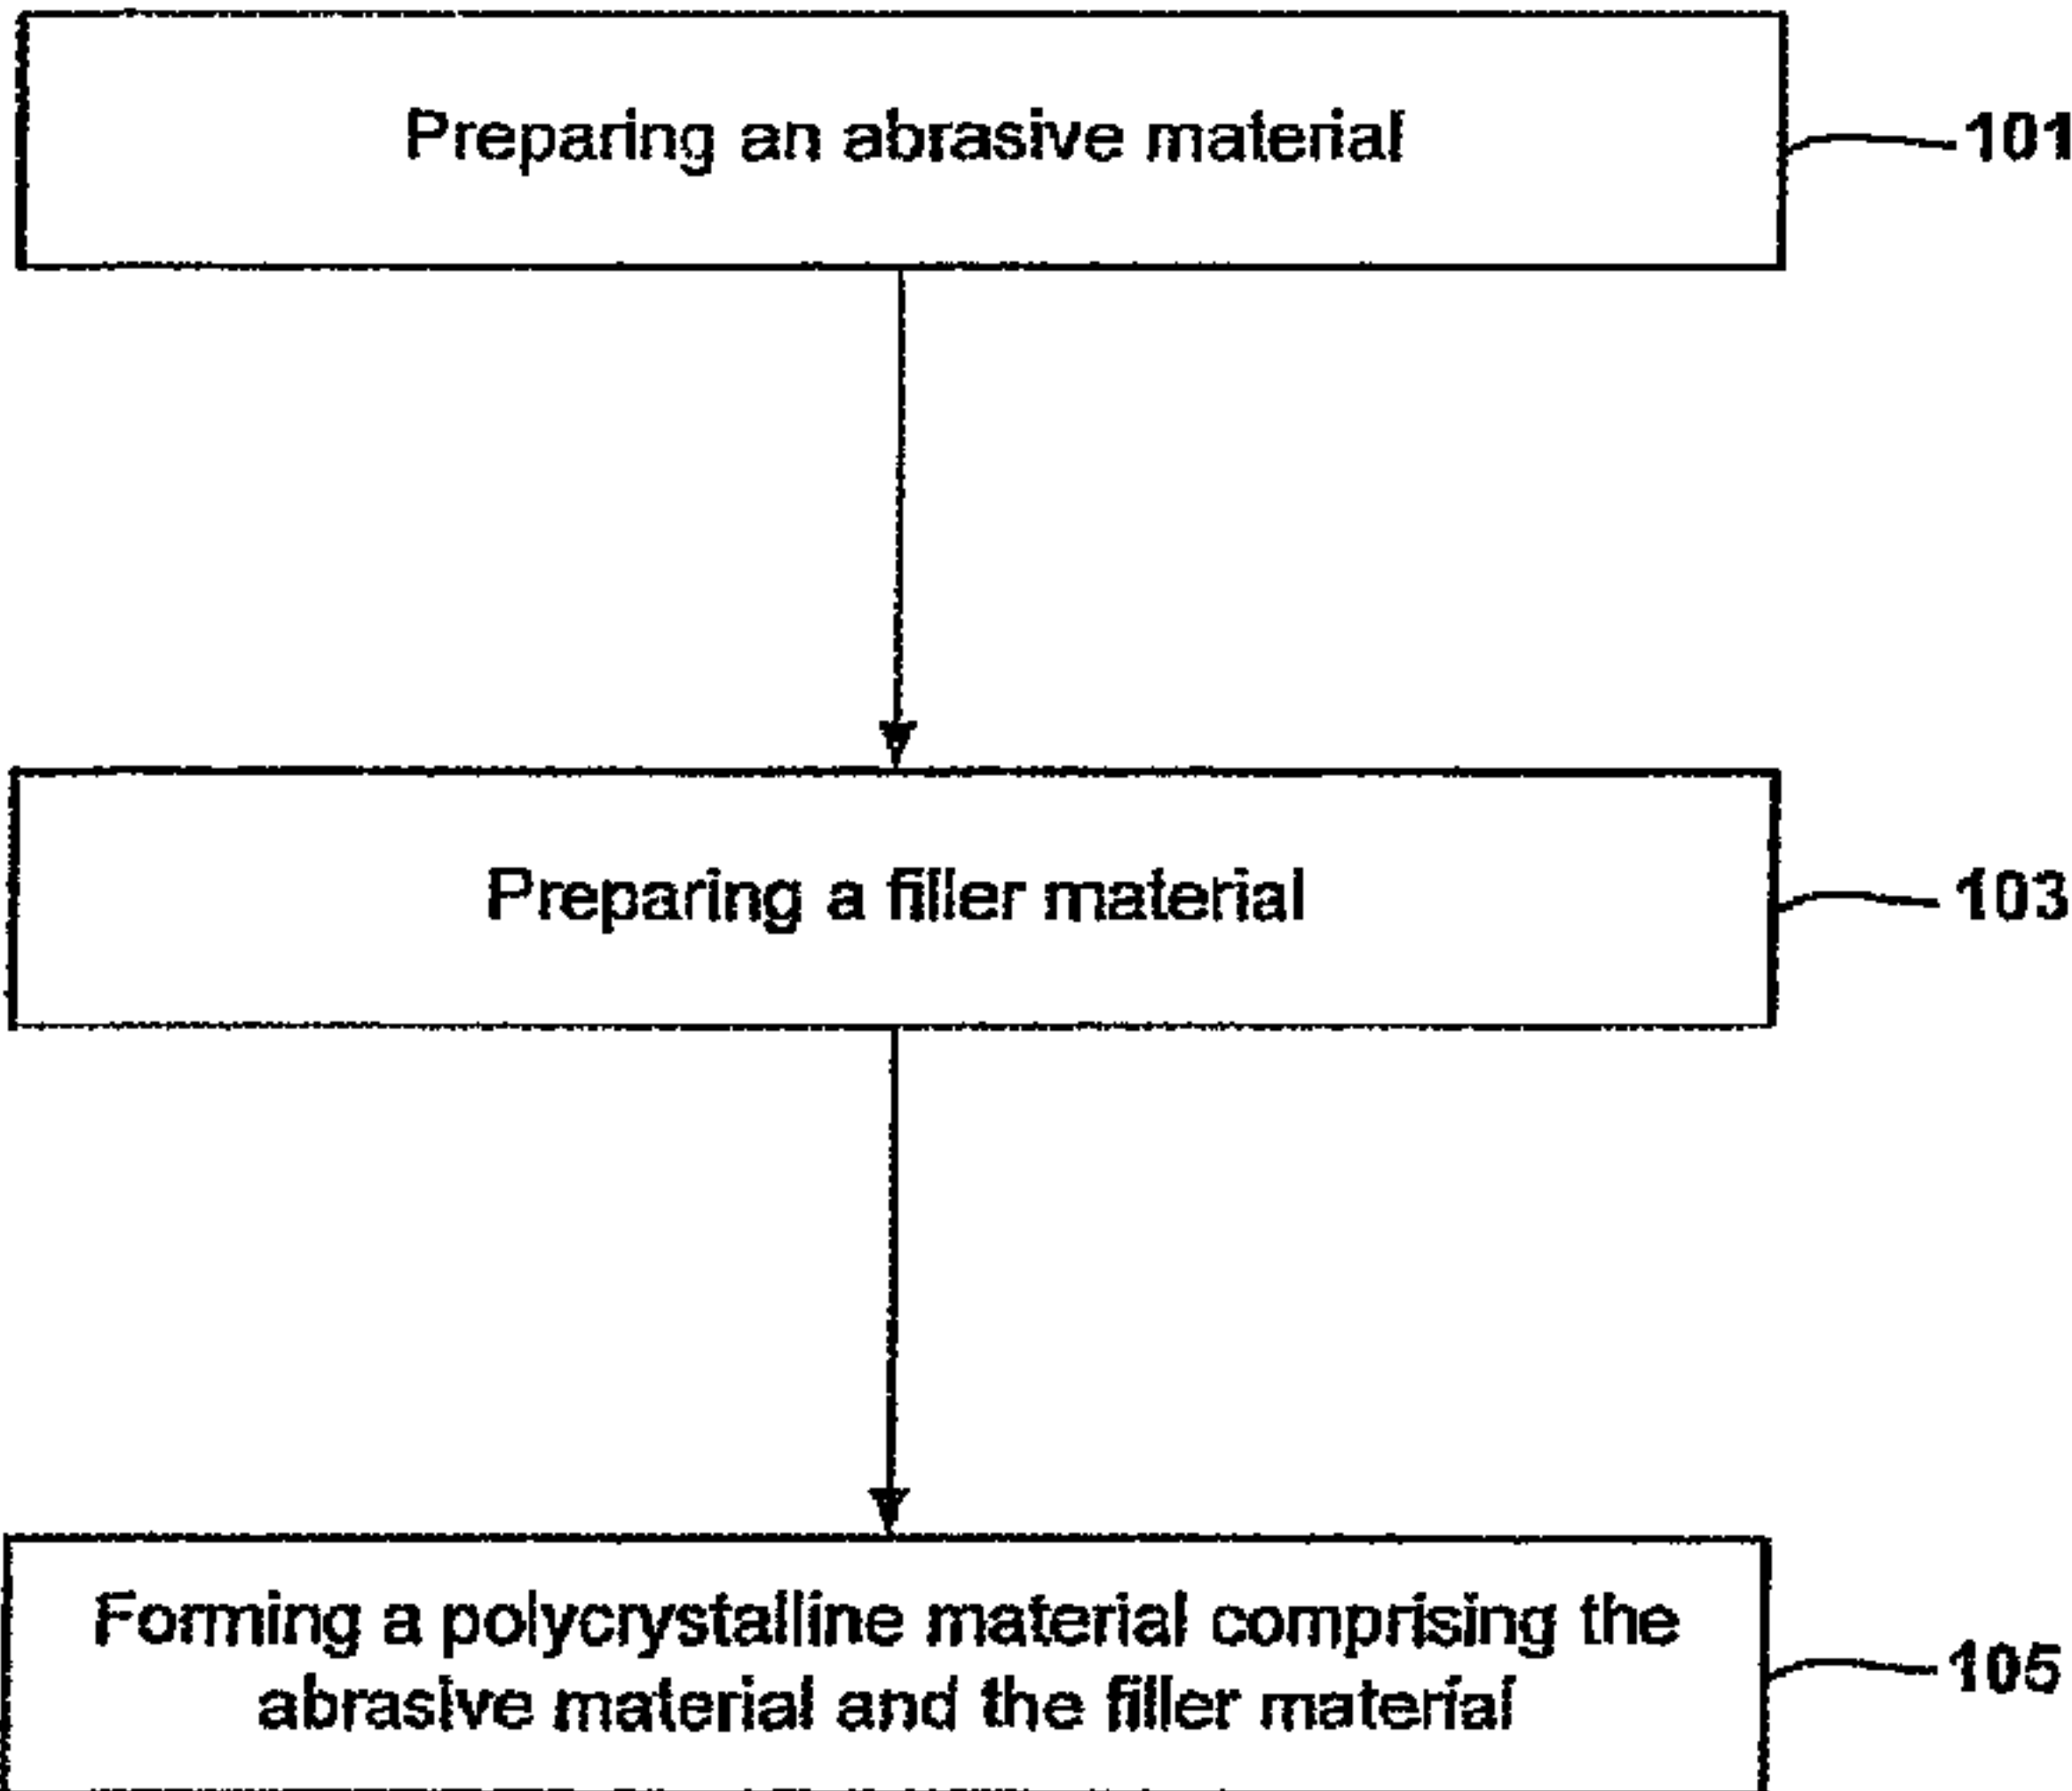 Preparing an abrasive material
101
Preparing a filler material
103
Forming a polycrystalline material comprising the
abrasive material and the filler material
105